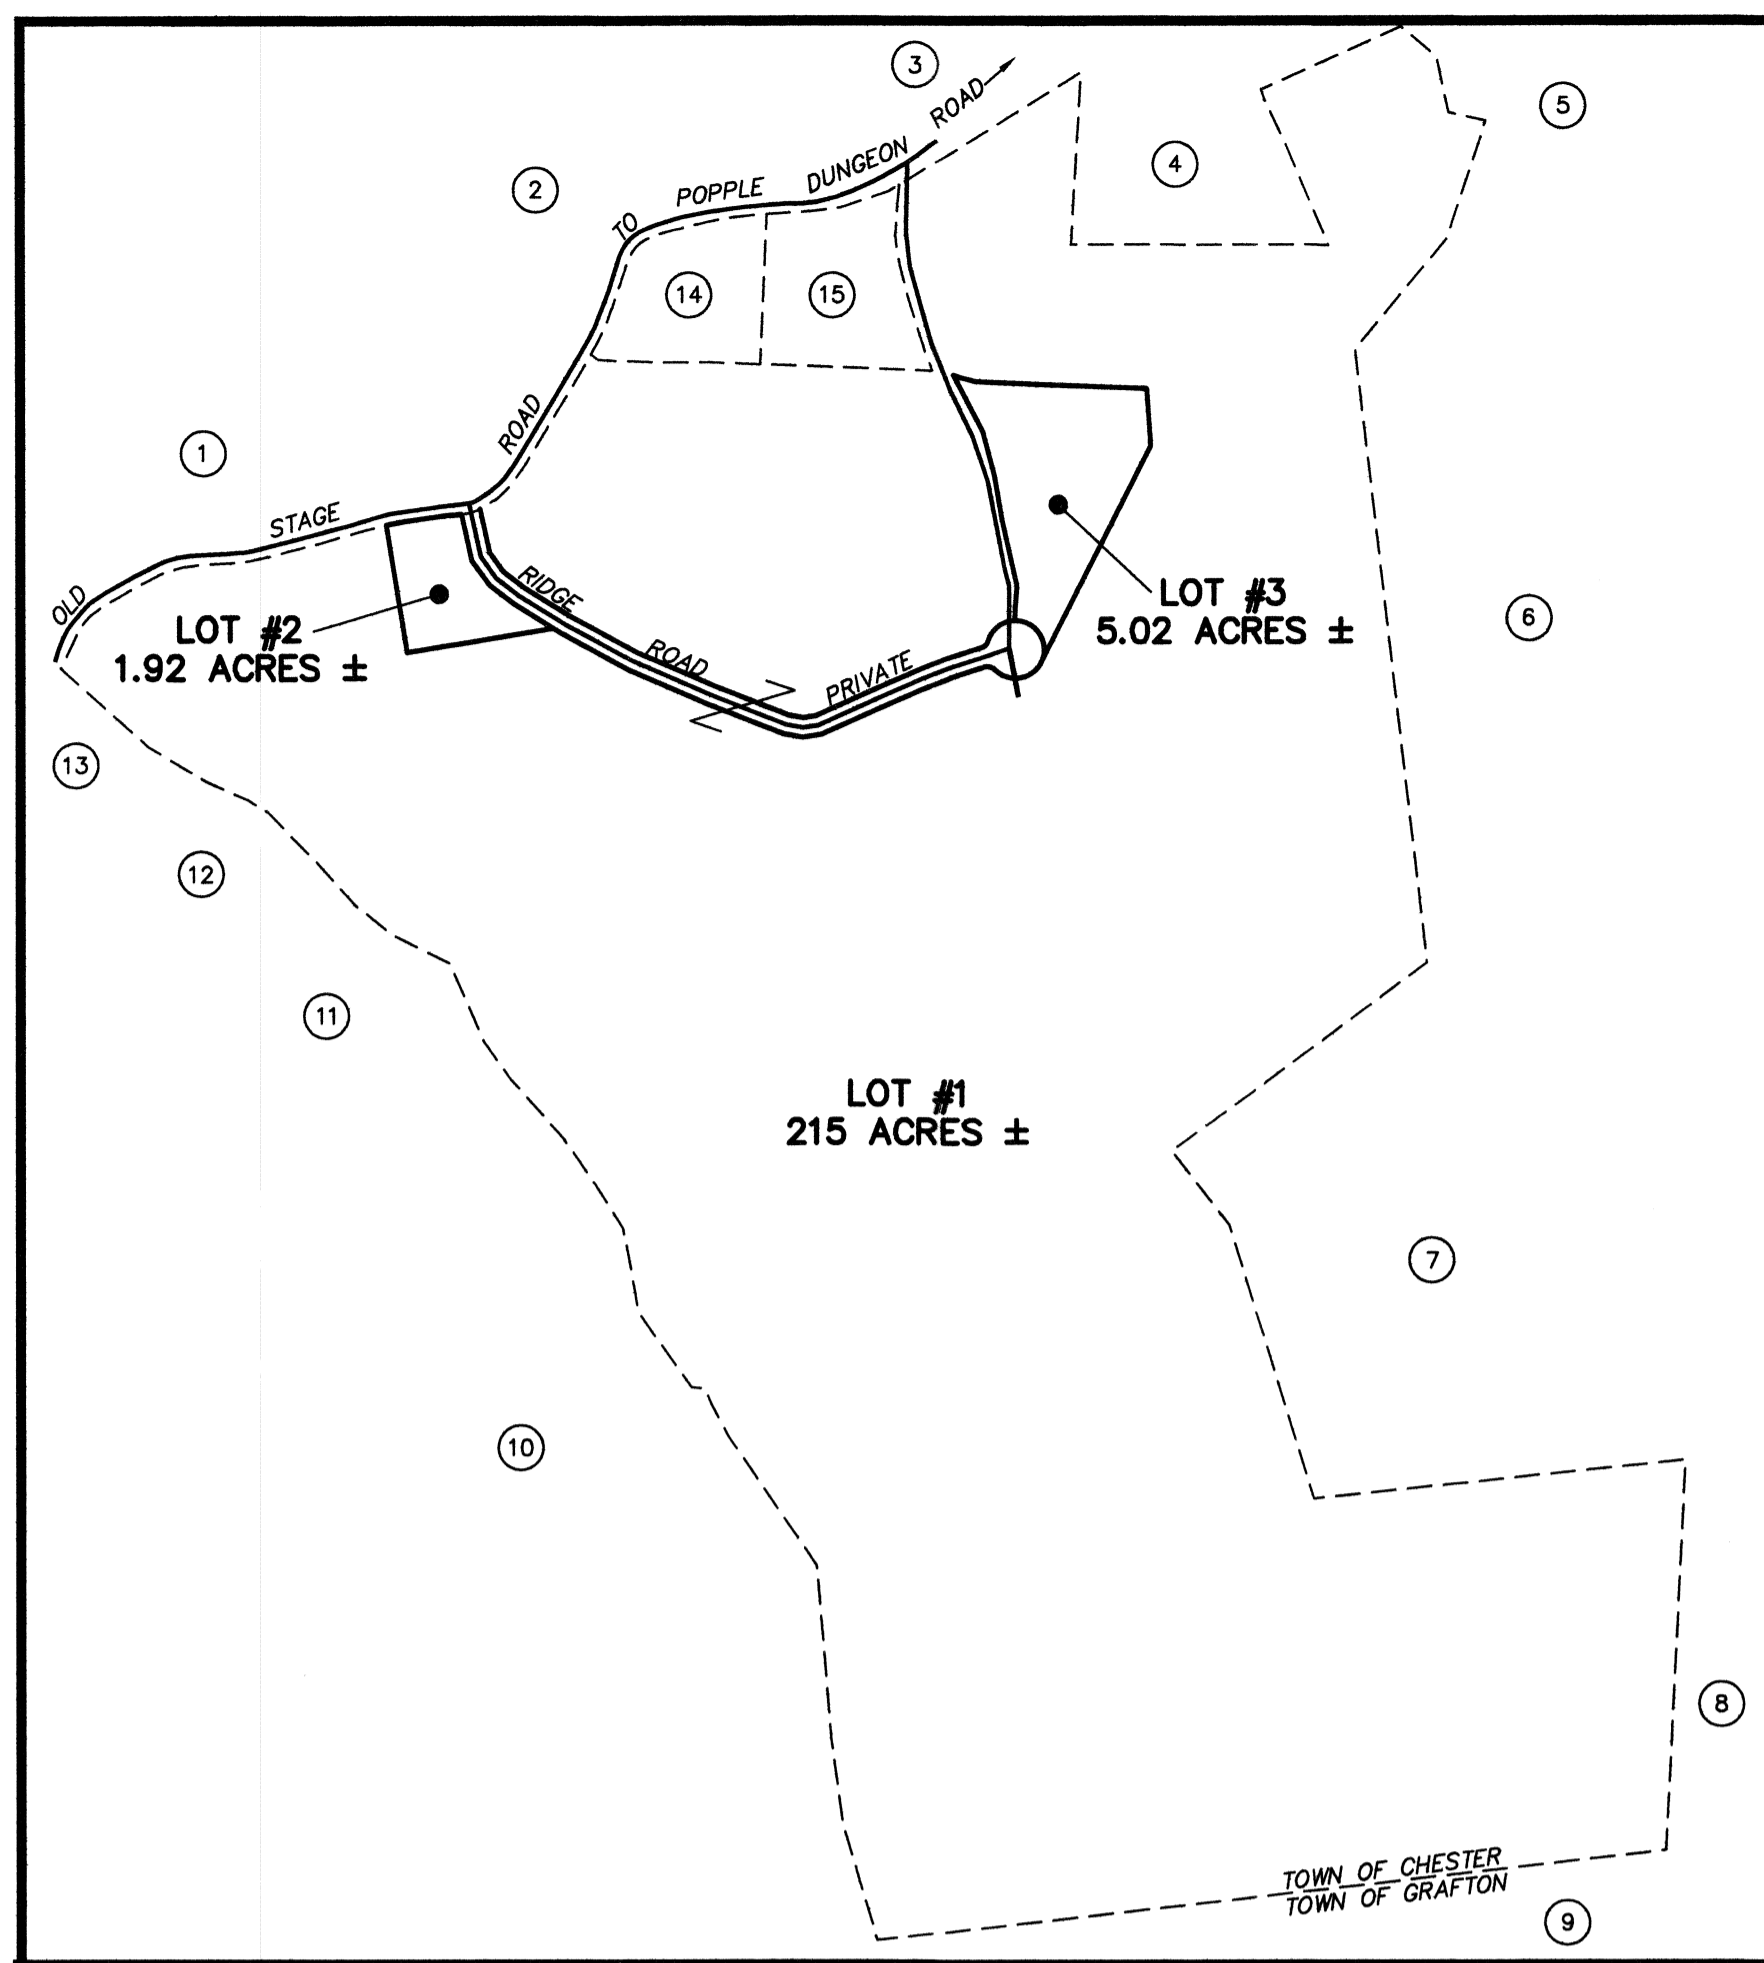 3
ROAD
5
4
DUNGEON
2
POPPLE
TO
14
15
ROAD
1
STAGE
OLD
RIDGE
LOT #3
5.02 ACRES ±
6
LOT #2
1.92 ACRES ±
ROAD
PRIVATE
13
12
11
LOT #1
215 ACRES ±
7
10
8
TOWN OF CHESTER
TOWN OF GRAFTON
9